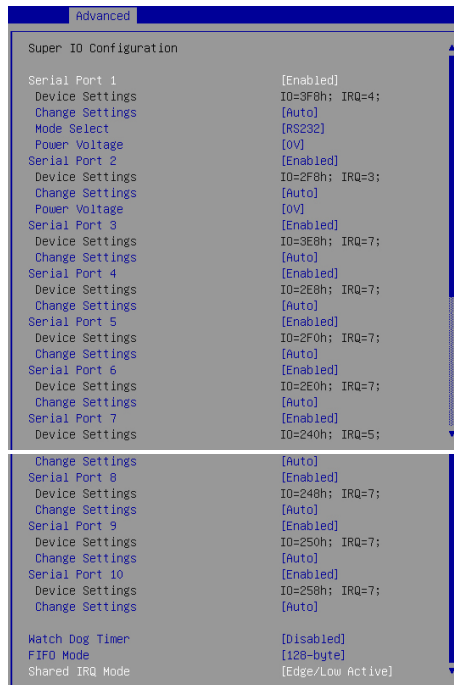 Advanced
Super IO Configuration
Serial Port 1 [Enabled]
Device Settings IO=3F8h; IRQ=4;
Change Settings [Auto]
Mode Select [RS232]
Power Voltage [0V]
Serial Port 2 [Enabled]
Device Settings IO=2F8h; IRQ=3;
Change Settings [Auto]
Power Voltage [0V]
Serial Port 3 [Enabled]
Device Settings IO=3E8h; IRQ=7;
Change Settings [Auto]
Serial Port 4 [Enabled]
Device Settings IO=2E8h; IRQ=7;
Change Settings [Auto]
Serial Port 5 [Enabled]
Device Settings IO=2F0h; IRQ=7;
Change Settings [Auto]
Serial Port 6 [Enabled]
Device Settings IO=2E0h; IRQ=7;
Change Settings [Auto]
Serial Port 7 [Enabled]
Device Settings IO=240h; IRQ=5;
Change Settings [Auto]
Serial Port 8 [Enabled]
Device Settings IO=248h; IRQ=7;
Change Settings [Auto]
Serial Port 9 [Enabled]
Device Settings IO=250h; IRQ=7;
Change Settings [Auto]
Serial Port 10 [Enabled]
Device Settings IO=258h; IRQ=7;
Change Settings [Auto]
Watch Dog Timer [Disabled]
FIFO Mode [128-byte]
Shared IRQ Mode [Edge/Low Active]